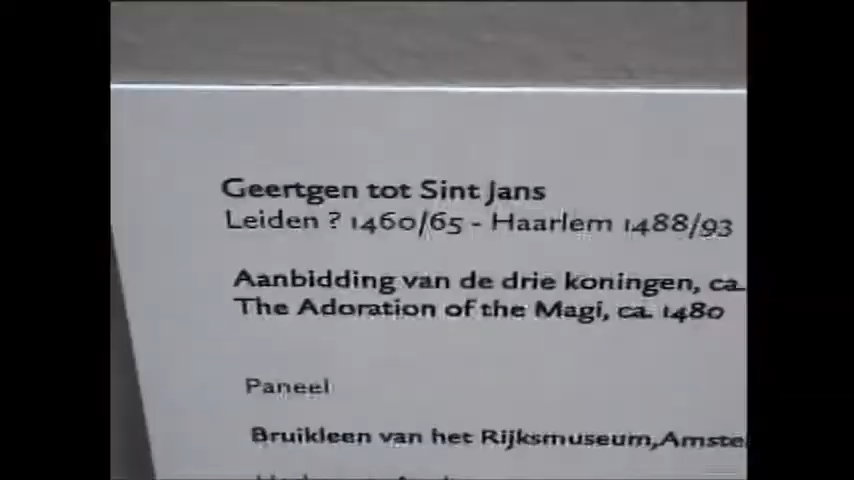 Geertgen tot Sint Jans
Leiden ? 1460/65 - Haarlem 1488/93
Aanbidding van de drie koningen, ca.
The Adoration of the Magi, ca. 1480
Paneel
Bruikleen van het Rijksmuseum, Amste